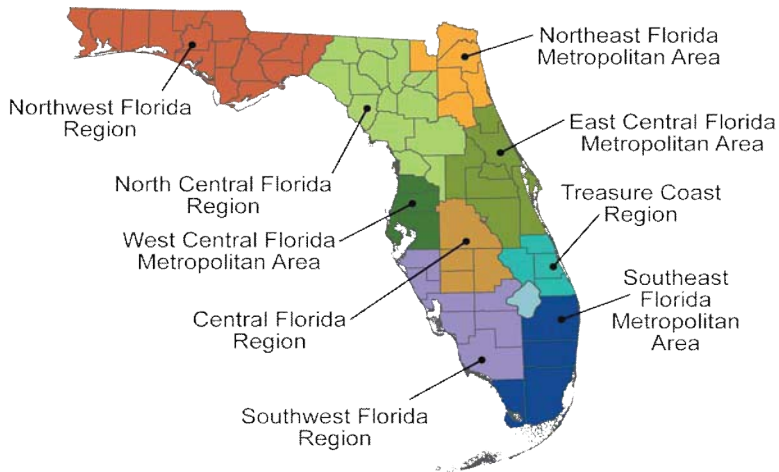 Northeast Florida
Metropolitan Area
Northwest Florida
Region
East Central Florida
Metropolitan Area
North Central Florida
Region
Treasure Coast
Region
West Central Florida
Metropolitan Area
Southeast
Florida
Metropolitan
Area
Central Florida
Region
Southwest Florida
Region